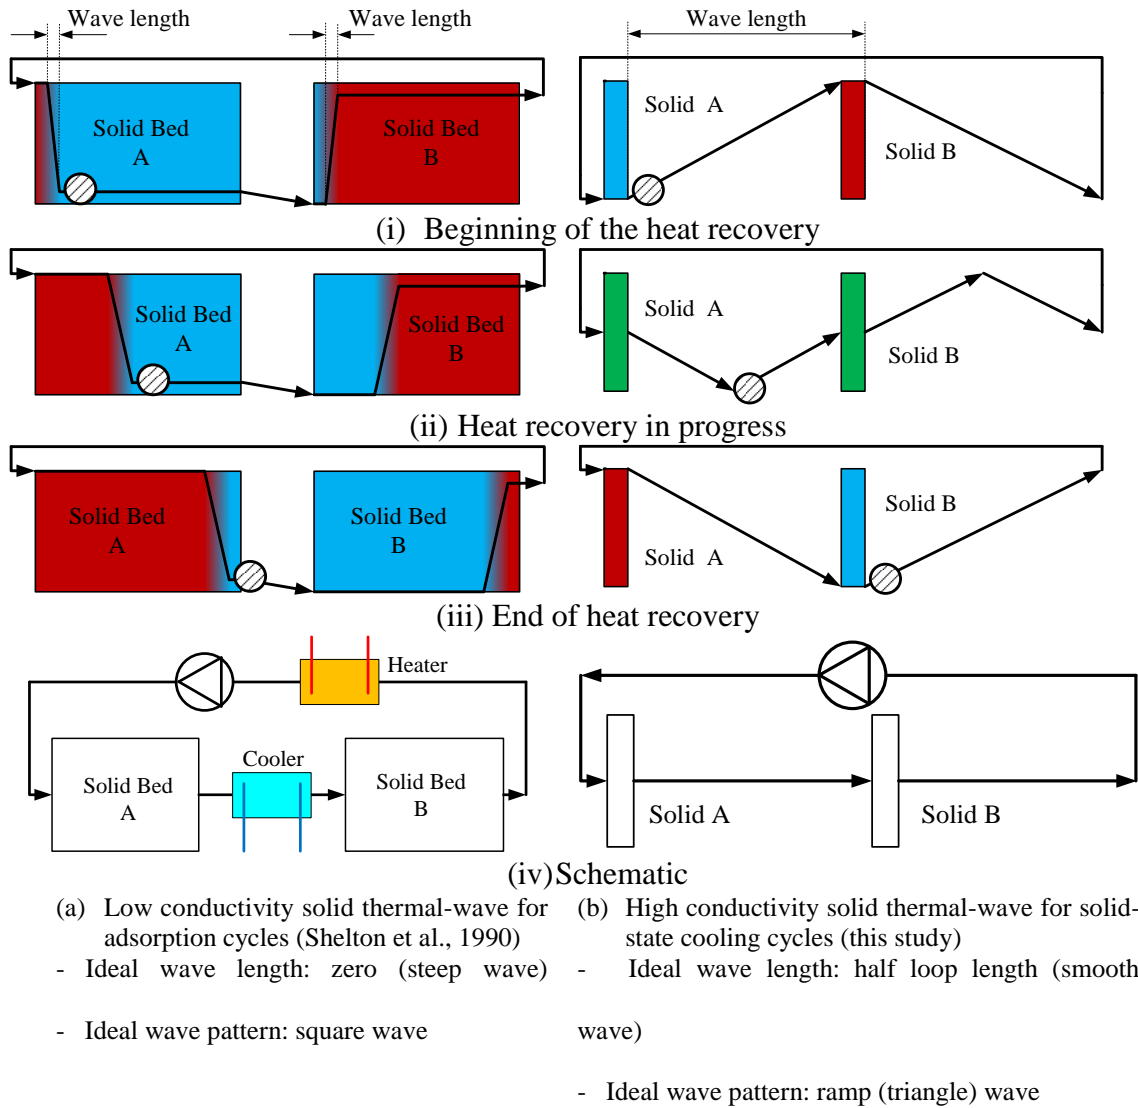 Wave length
Wave length
Wave length
Solid Bed
A
Solid Bed
B
Solid A
Solid B
(i) Beginning of the heat recovery
Solid Bed
A
Solid Bed
B
Solid A
Solid B
(ii) Heat recovery in progress
Solid Bed
A
Solid Bed
B
Solid A
Solid B
(iii) End of heat recovery
Heater
Cooler
Solid Bed
A
Solid Bed
B
Solid A
Solid B
(iv) Schematic
(a) Low conductivity solid thermal-wave for
adsorption cycles (Shelton et al., 1990)
- Ideal wave length: zero (steep wave)
- Ideal wave pattern: square wave
(b) High conductivity solid thermal-wave for solid-
state cooling cycles (this study)
- Ideal wave length: half loop length (smooth
wave)
- Ideal wave pattern: ramp (triangle) wave